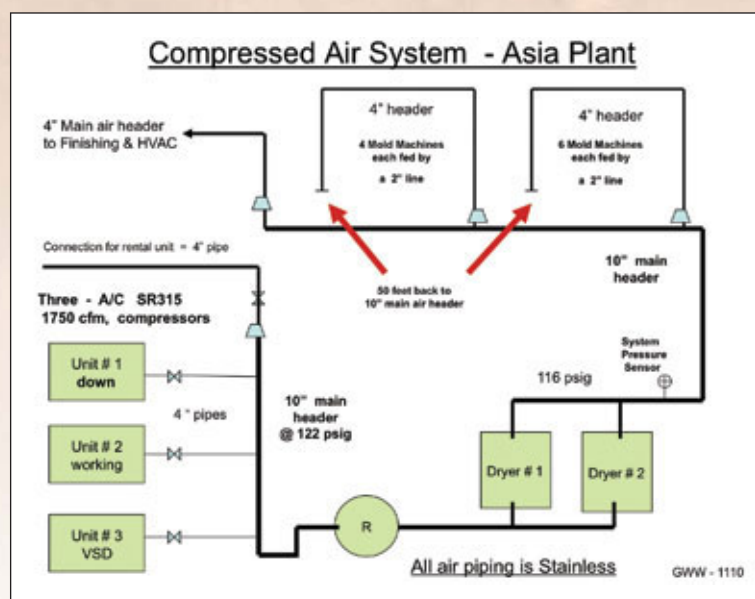 Compressed Air System - Asia Plant
4" Main air header
to Finishing & HVAC
4" header
4 Mold Machines
each fed by
a 2" line
4" header
6 Mold Machines
each fed by
a 2" line
Connection for rental unit = 4" pipe
50 feet back to
10" main air header
10" main
header
Three - A/C SR315
1750 cfm, compressors
System
Pressure
Sensor
116 psig
Unit # 1
down
4 " pipes
10" main
header
@ 122 psig
Unit # 2
working
Unit # 3
VSD
R
Dryer # 1
Dryer # 2
All air piping is Stainless
GWW - 1110